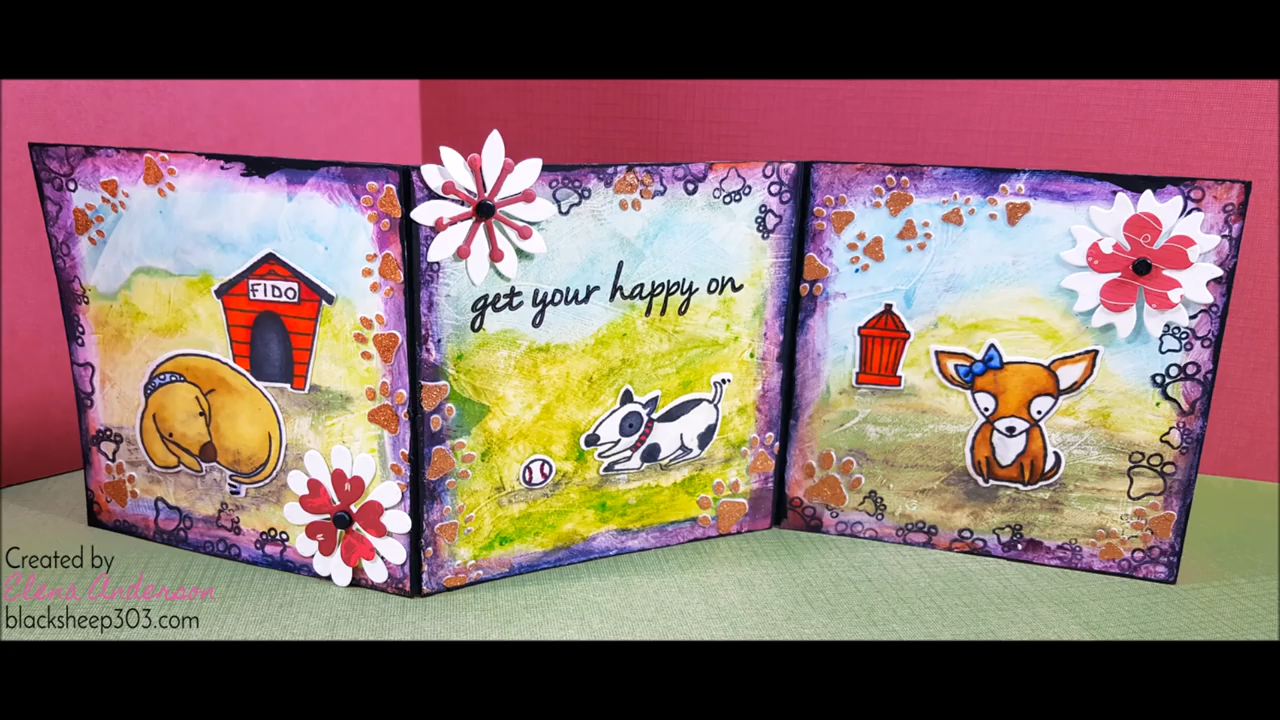 FIDO
get your happy on
Created by
Elena Anderson
blacksheep303.com